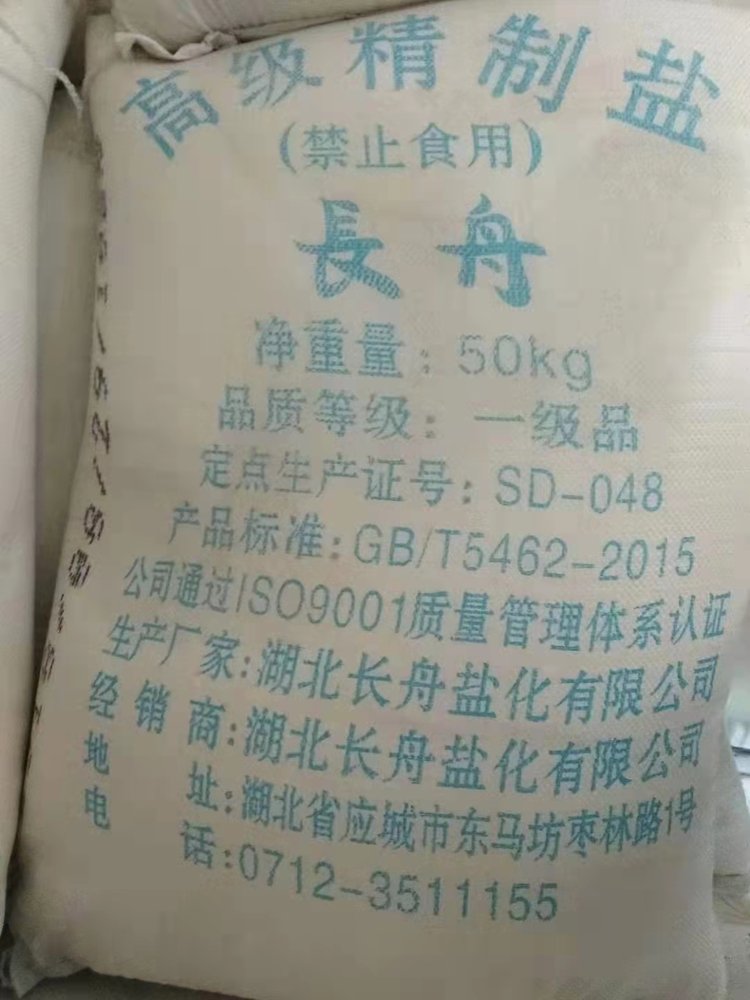 高级精制盐
(禁止食用)
長舟
净重量：50kg
品质等级：一级品
定点生产证号：SD-048
产品标准：GB/T5462-2015
公司通过ISO9001质量管理体系认证
生产厂家：湖北长舟盐化有限公司
经销商：湖北长舟盐化有限公司
地址：湖北省应城市东马坊枣林路1号
电话：0712-3511155